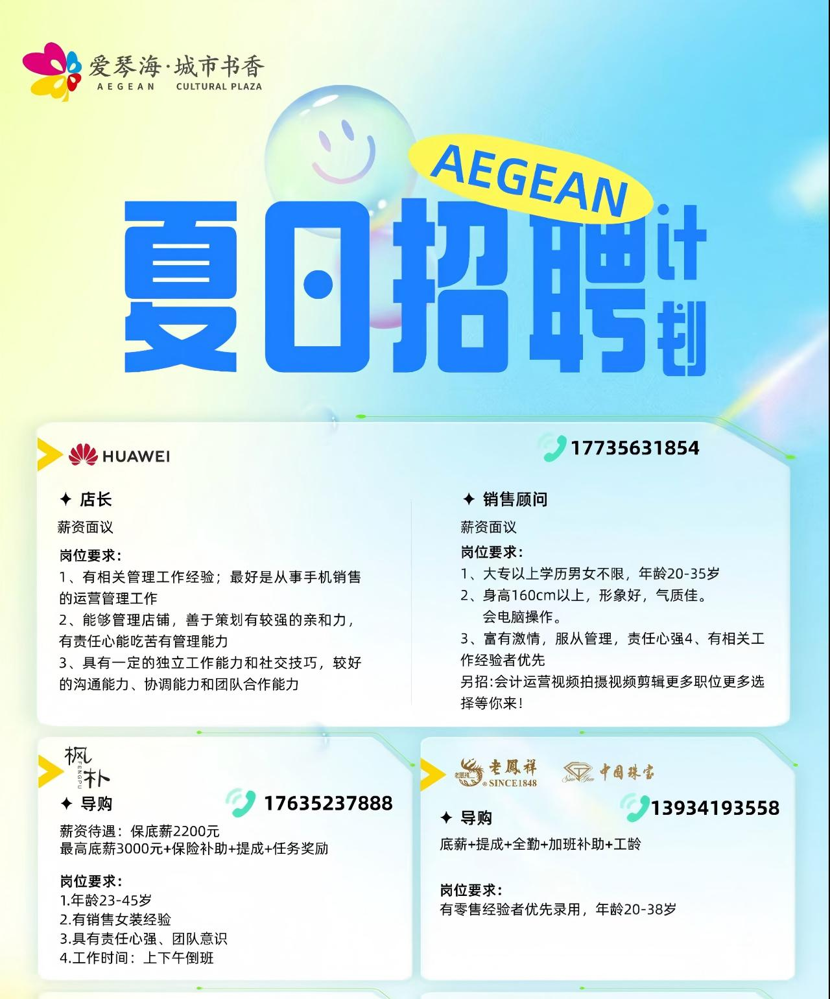 爱琴海·城市书香
AEGEAN CULTURAL PLAZA
AEGEAN
夏日招聘计划
HUAWEI
17735631854
店长
薪资面议
岗位要求：
1、有相关管理工作经验；最好是从事手机销售
的运营管理工作
2、能够管理店铺，善于策划有较强的亲和力，
有责任心能吃苦有管理能力
3、具有一定的独立工作能力和社交技巧，较好
的沟通能力、协调能力和团队合作能力
销售顾问
薪资面议
岗位要求：
1、大专以上学历男女不限，年龄20-35岁
2、身高160cm以上，形象好，气质佳。
会电脑操作。
3、富有激情，服从管理，责任心强4、有相关工
作经验者优先
另招:会计运营视频拍摄视频剪辑更多职位更多选
择等你来！
枫朴
FENGPU
导购
17635237888
薪资待遇：保底薪2200元
最高底薪3000元+保险补助+提成+任务奖励
岗位要求：
1.年龄23-45岁
2.有销售女装经验
3.具有责任心强、团队意识
4.工作时间：上下午倒班
老凤祥
老鳳祥
®SINCE1848
中国珠宝
13934193558
导购
底薪+提成+全勤+加班补助+工龄
岗位要求：
有零售经验者优先录用，年龄20-38岁